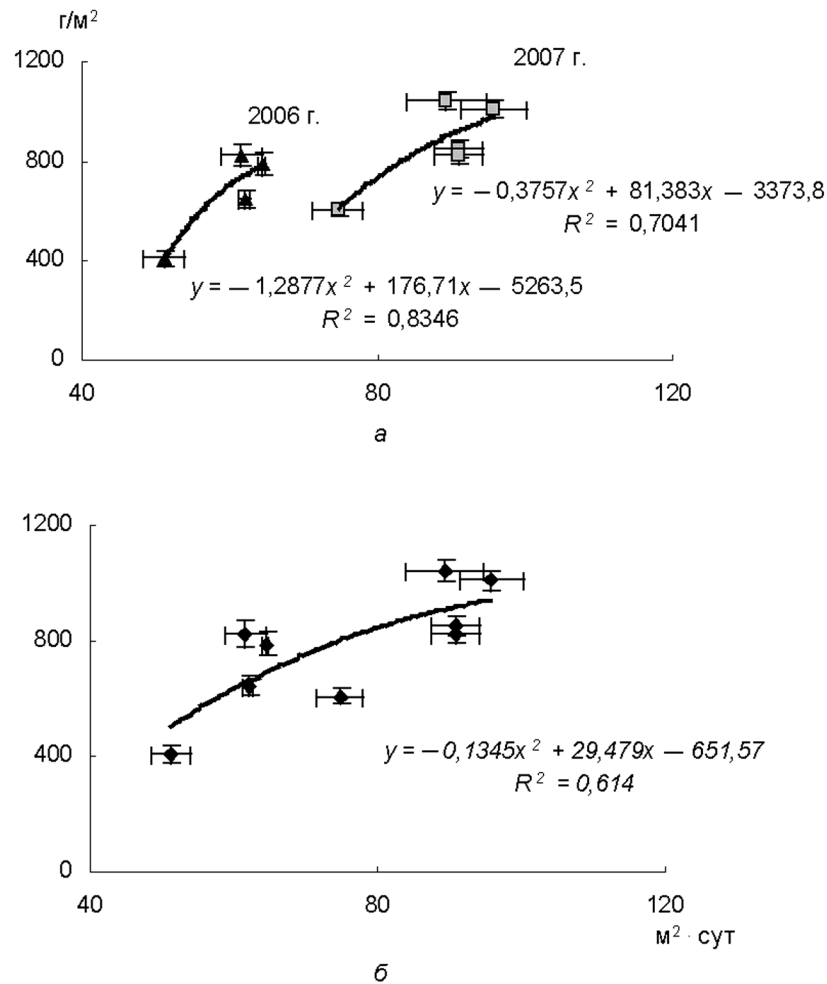 г/м²
1200
2007 г.
2006 г.
800
y = — 0,3757x² + 81,383x — 3373,8
R² = 0,7041
400
y = — 1,2877x² + 176,71x — 5263,5
R² = 0,8346
0
40 80 120
а
1200
800
400
y = —0,1345x² + 29,479x — 651,57
R² = 0,614
0
40 80 120
м² · сут
б